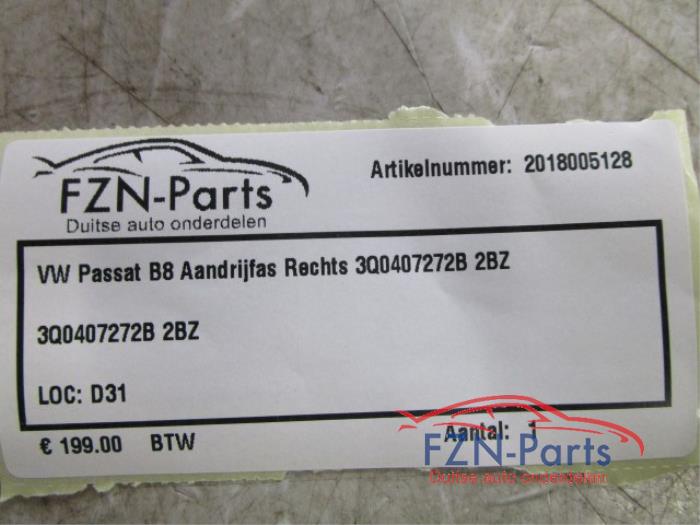 FZN-Parts
Duitse auto onderdelen
Artikelnummer: 2018005128
VW Passat B8 Aandrijfas Rechts 3Q0407272B 2BZ
3Q0407272B 2BZ
LOC: D31
€ 199.00 BTW
Aantal: 1
FZN-Parts
Duitse auto onderdelen